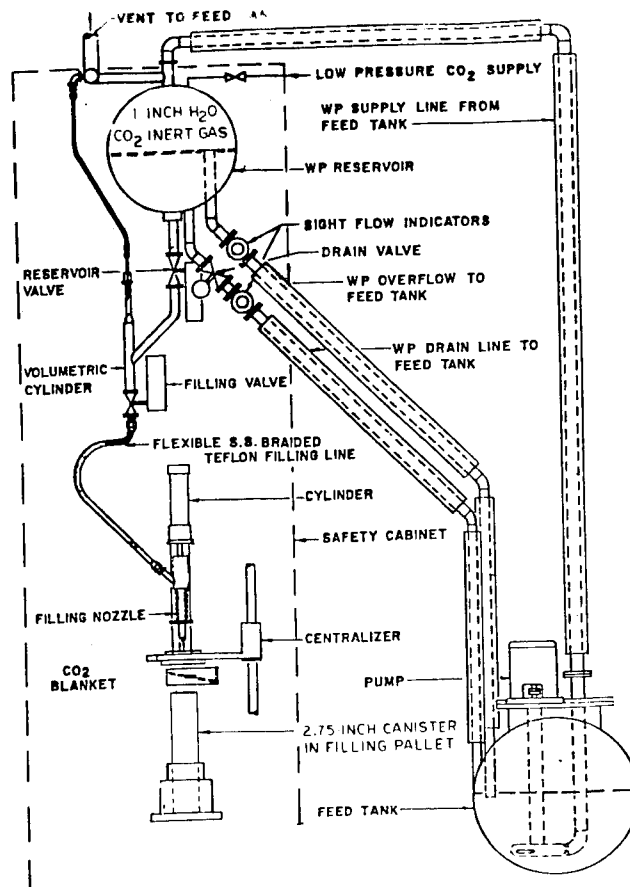 VENT TO FEED
LOW PRESSURE CO2 SUPPLY
1 INCH H2O
CO2 INERT GAS
WP SUPPLY LINE FROM
FEED TANK
WP RESERVOIR
SIGHT FLOW INDICATORS
DRAIN VALVE
RESERVOIR
VALVE
WP OVERFLOW TO
FEED TANK
WP DRAIN LINE TO
FEED TANK
VOLUMETRIC
CYLINDER
FILLING VALVE
FLEXIBLE S.S. BRAIDED
TEFLON FILLING LINE
CYLINDER
SAFETY CABINET
FILLING NOZZLE
CENTRALIZER
CO2
BLANKET
PUMP
2.75-INCH CANISTER
IN FILLING PALLET
FEED TANK